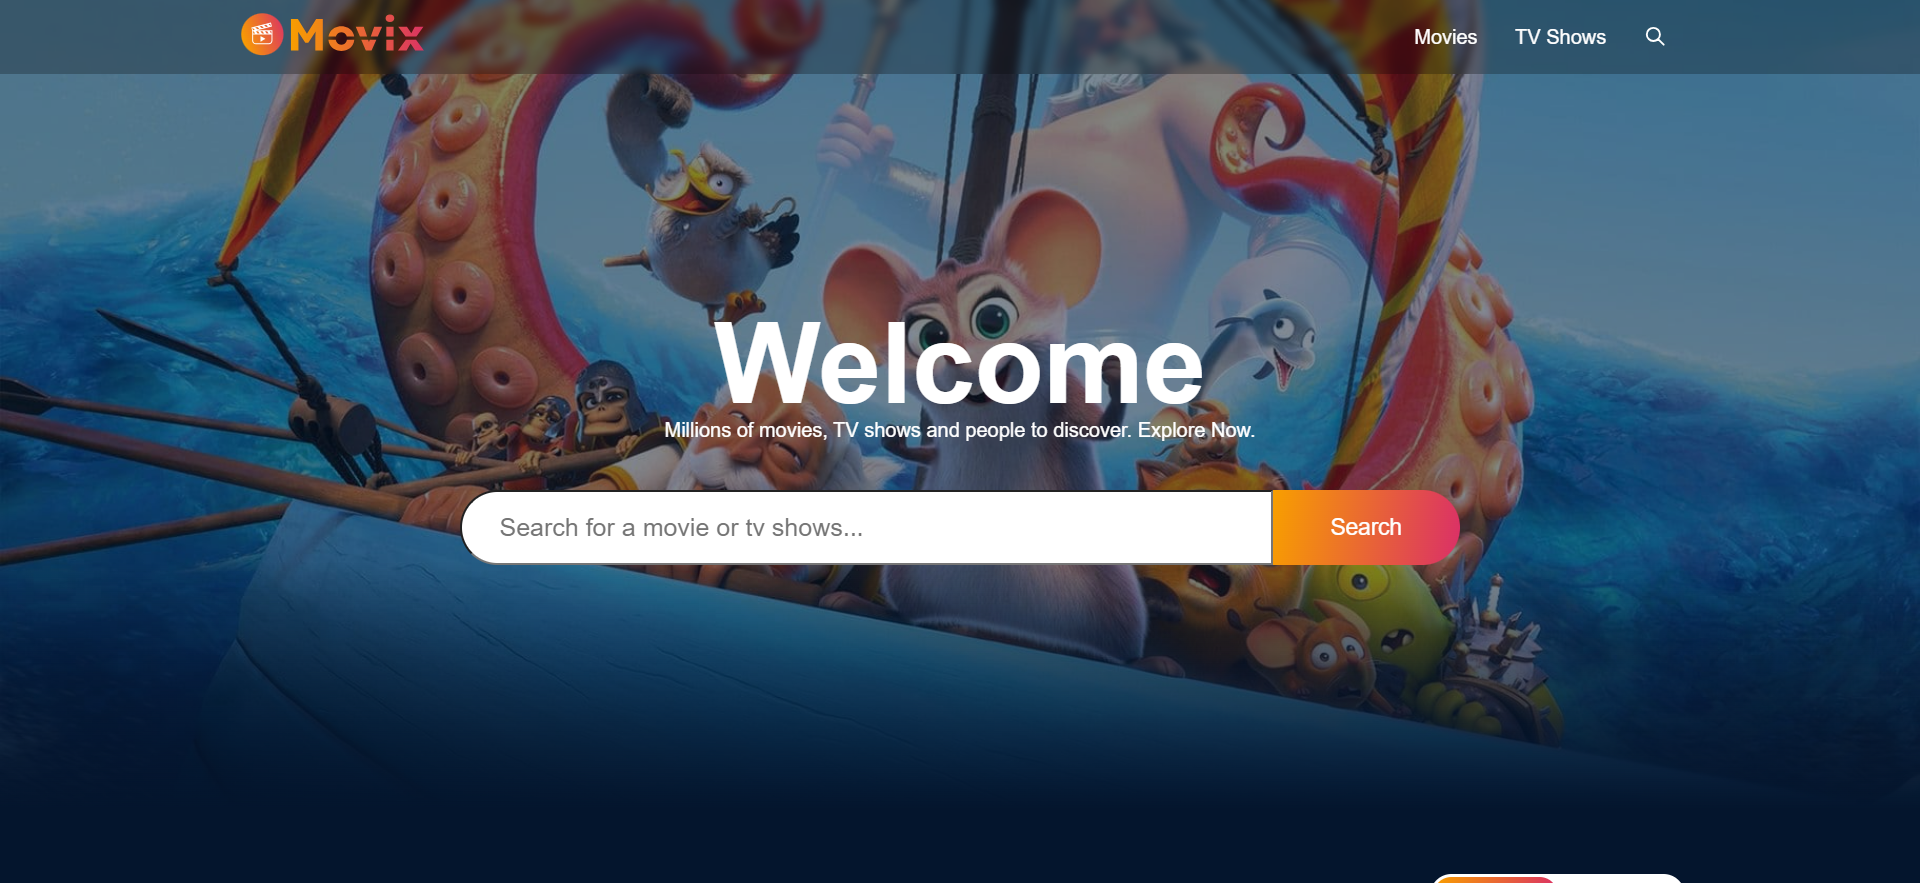 Movix
Movies
TV Shows
Welcome
Millions of movies, TV shows and people to discover. Explore Now.
Search for a movie or tv shows...
Search